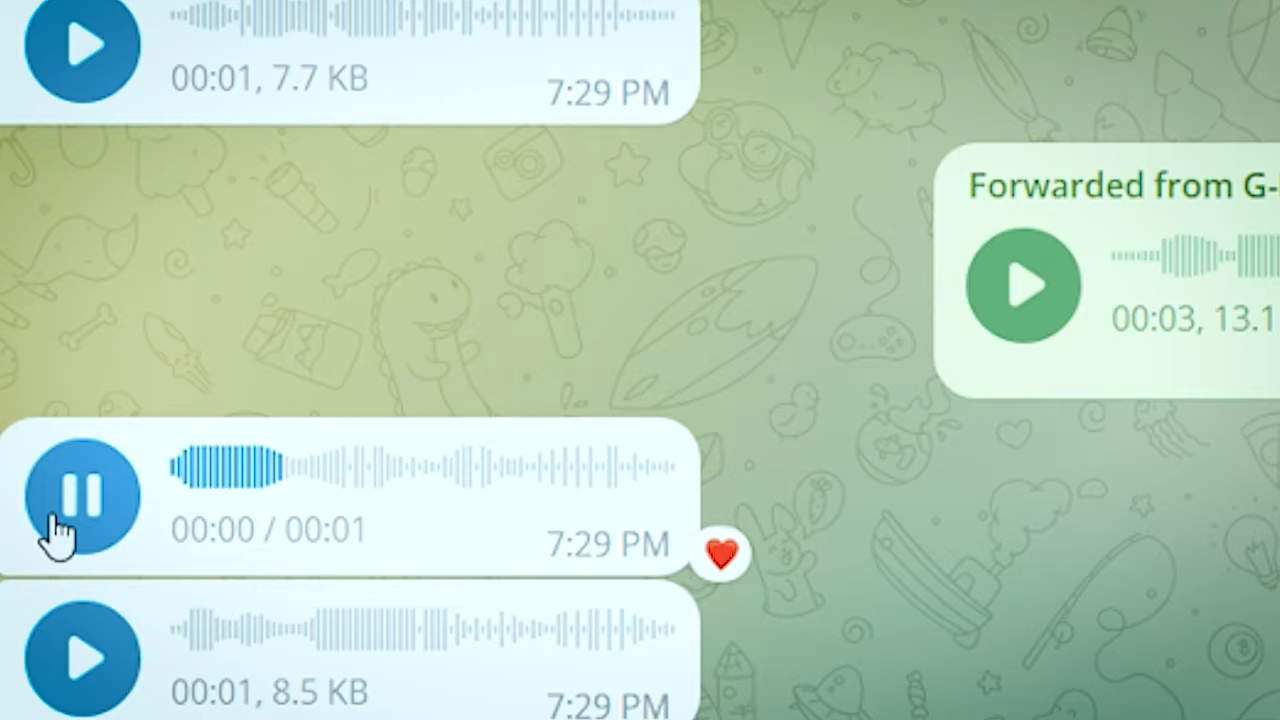 00:01, 7.7 KB
7:29 PM
Forwarded from G-
00:03, 13.1
00:00 / 00:01
7:29 PM
00:01, 8.5 KB
7:29 PM